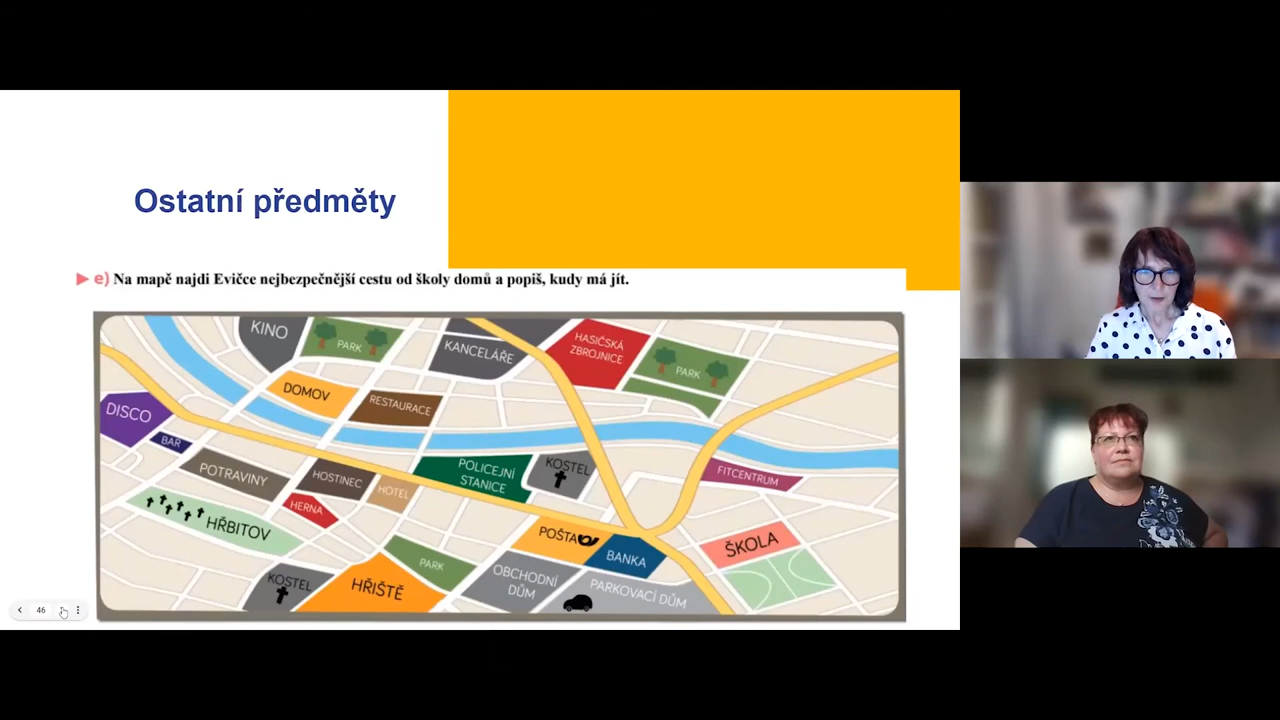 Ostatní předměty
e) Na mapě najdi Evičce nejbezpečnější cestu od školy domů a popiš, kudy má jít.
KINO
PARK
KANCELÁŘE
HASIČSKÁ
ZBROJNICE
PARK
DOMOV
RESTAURACE
DISCO
BAR
POTRAVINY
HOSTINEC
HOTEL
POLICEJNÍ
STANICE
KOSTEL
FITCENTRUM
HERNA
HŘBITOV
POŠTA
BANKA
ŠKOLA
PARK
KOSTEL
HŘIŠTĚ
OBCHODNÍ
DŮM
PARKOVACÍ DŮM
46